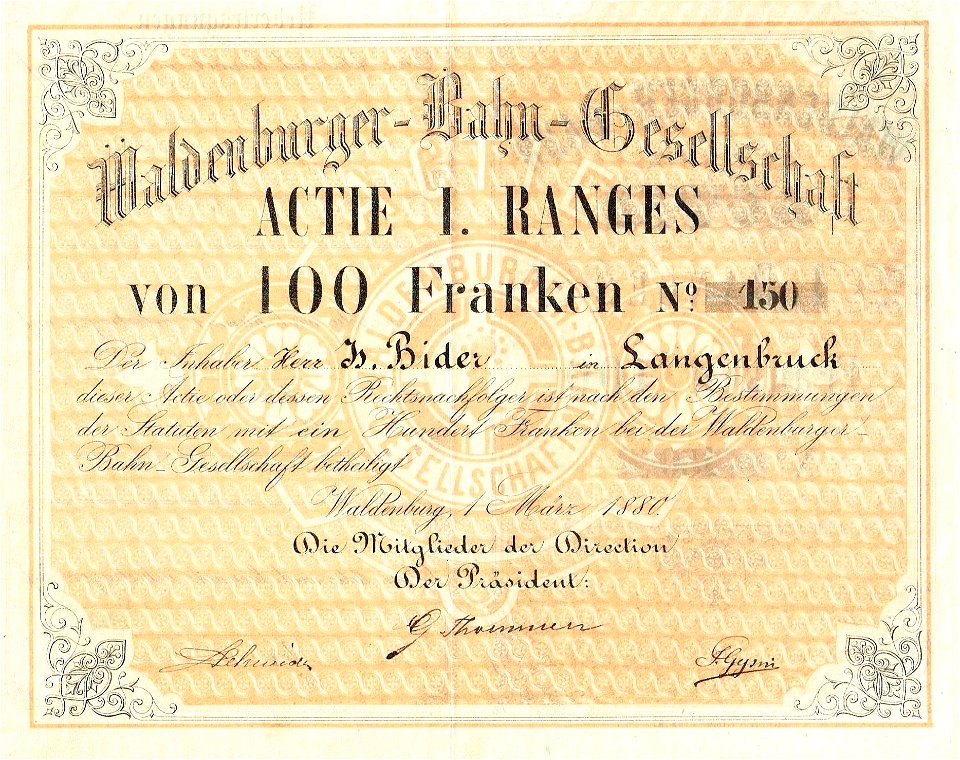 Waldenburger-Bahn-Gesellschaft
ACTIE 1. RANGES
von 100 Franken No. 150
Der Inhaber Herr Is. Bider in Langenbruck
dieser Actie oder dessen Rechtsnachfolger ist nach den Bestimmungen
der Statuten mit ein Hundert Franken bei der Waldenburger-
Bahn-Gesellschaft betheiligt
Waldenburg, 1 März 1880.
Die Mitglieder der Direction
Der Präsident:
G. Thommen
Schneider
F. Gysin